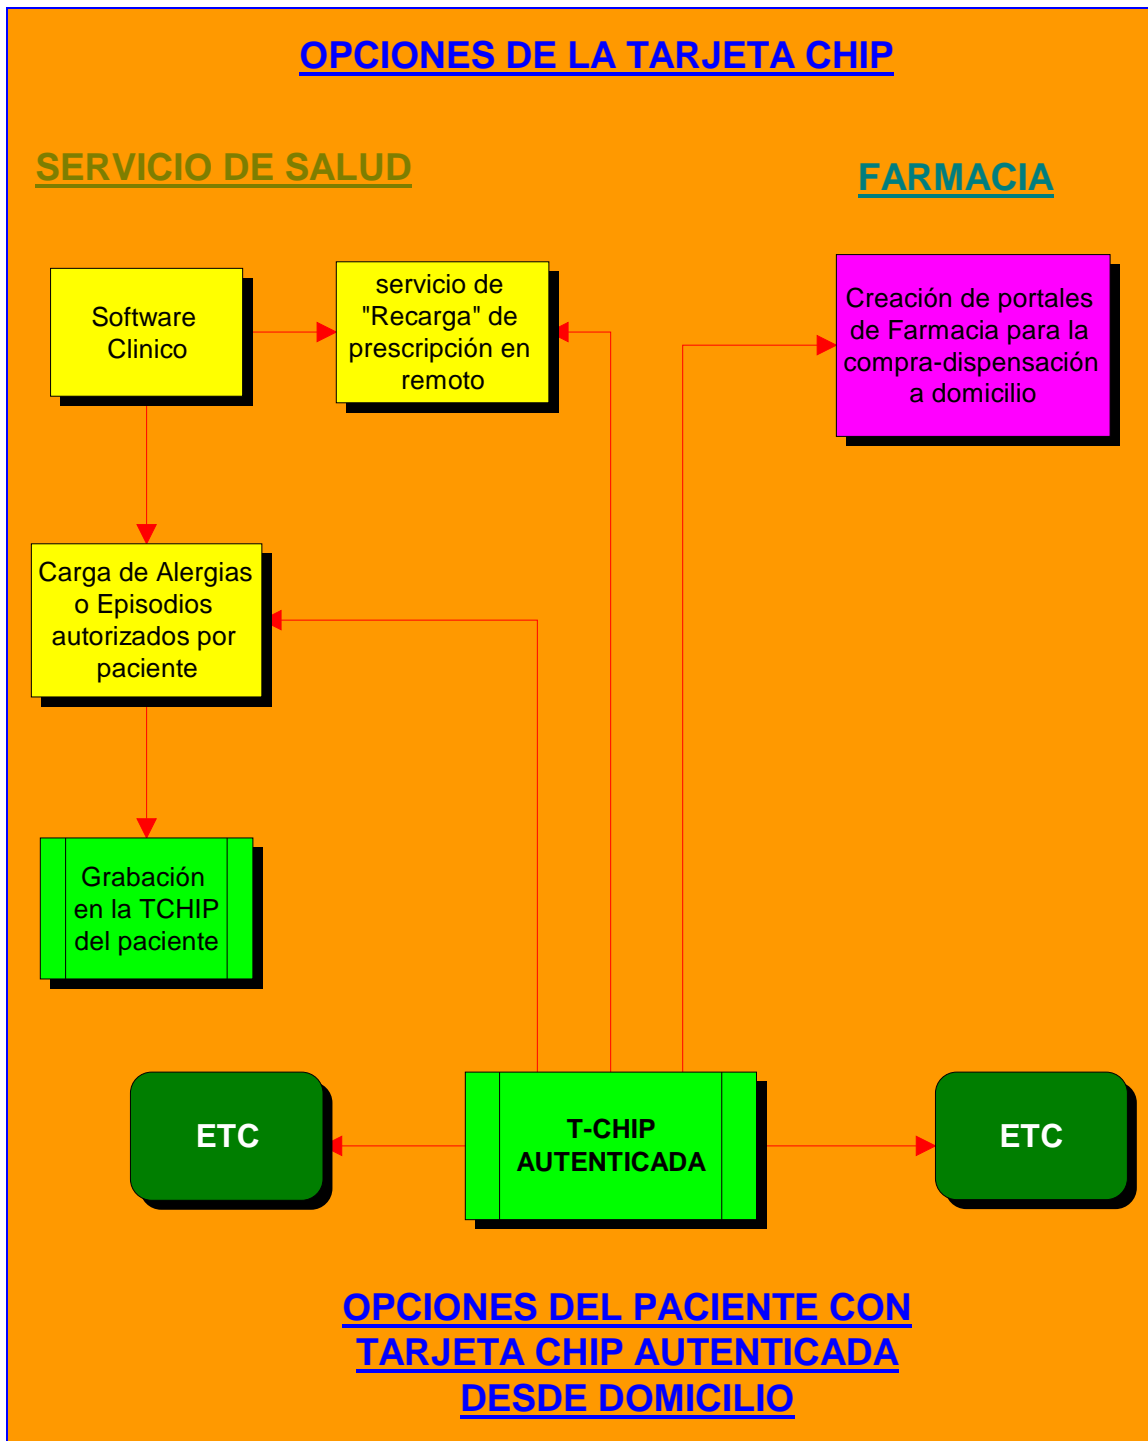 OPCIONES DE LA TARJETA CHIP
SERVICIO DE SALUD
FARMACIA
Software
Clinico
servicio de
"Recarga" de
prescripción en
remoto
Creación de portales
de Farmacia para la
compra-dispensación
a domicilio
Carga de Alergias
o Episodios
autorizados por
paciente
Grabación
en la TCHIP
del paciente
ETC
T-CHIP
AUTENTICADA
ETC
OPCIONES DEL PACIENTE CON
TARJETA CHIP AUTENTICADA
DESDE DOMICILIO